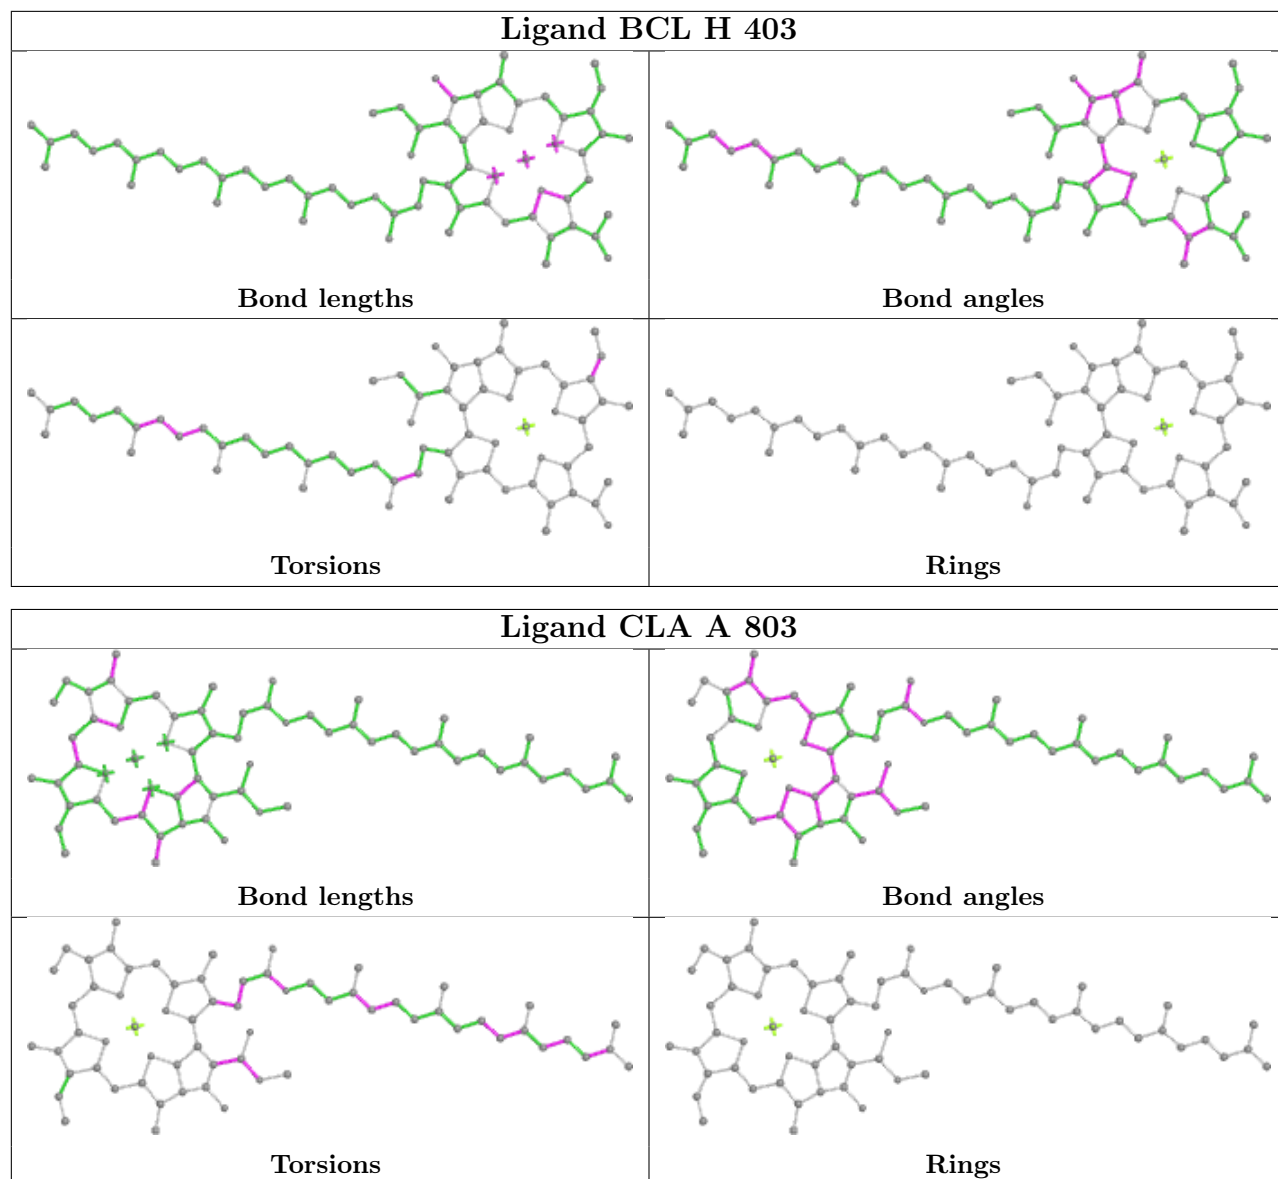 Ligand BCL H 403
Bond lengths
Bond angles
Torsions
Rings
Ligand CLA A 803
Bond lengths
Bond angles
Torsions
Rings